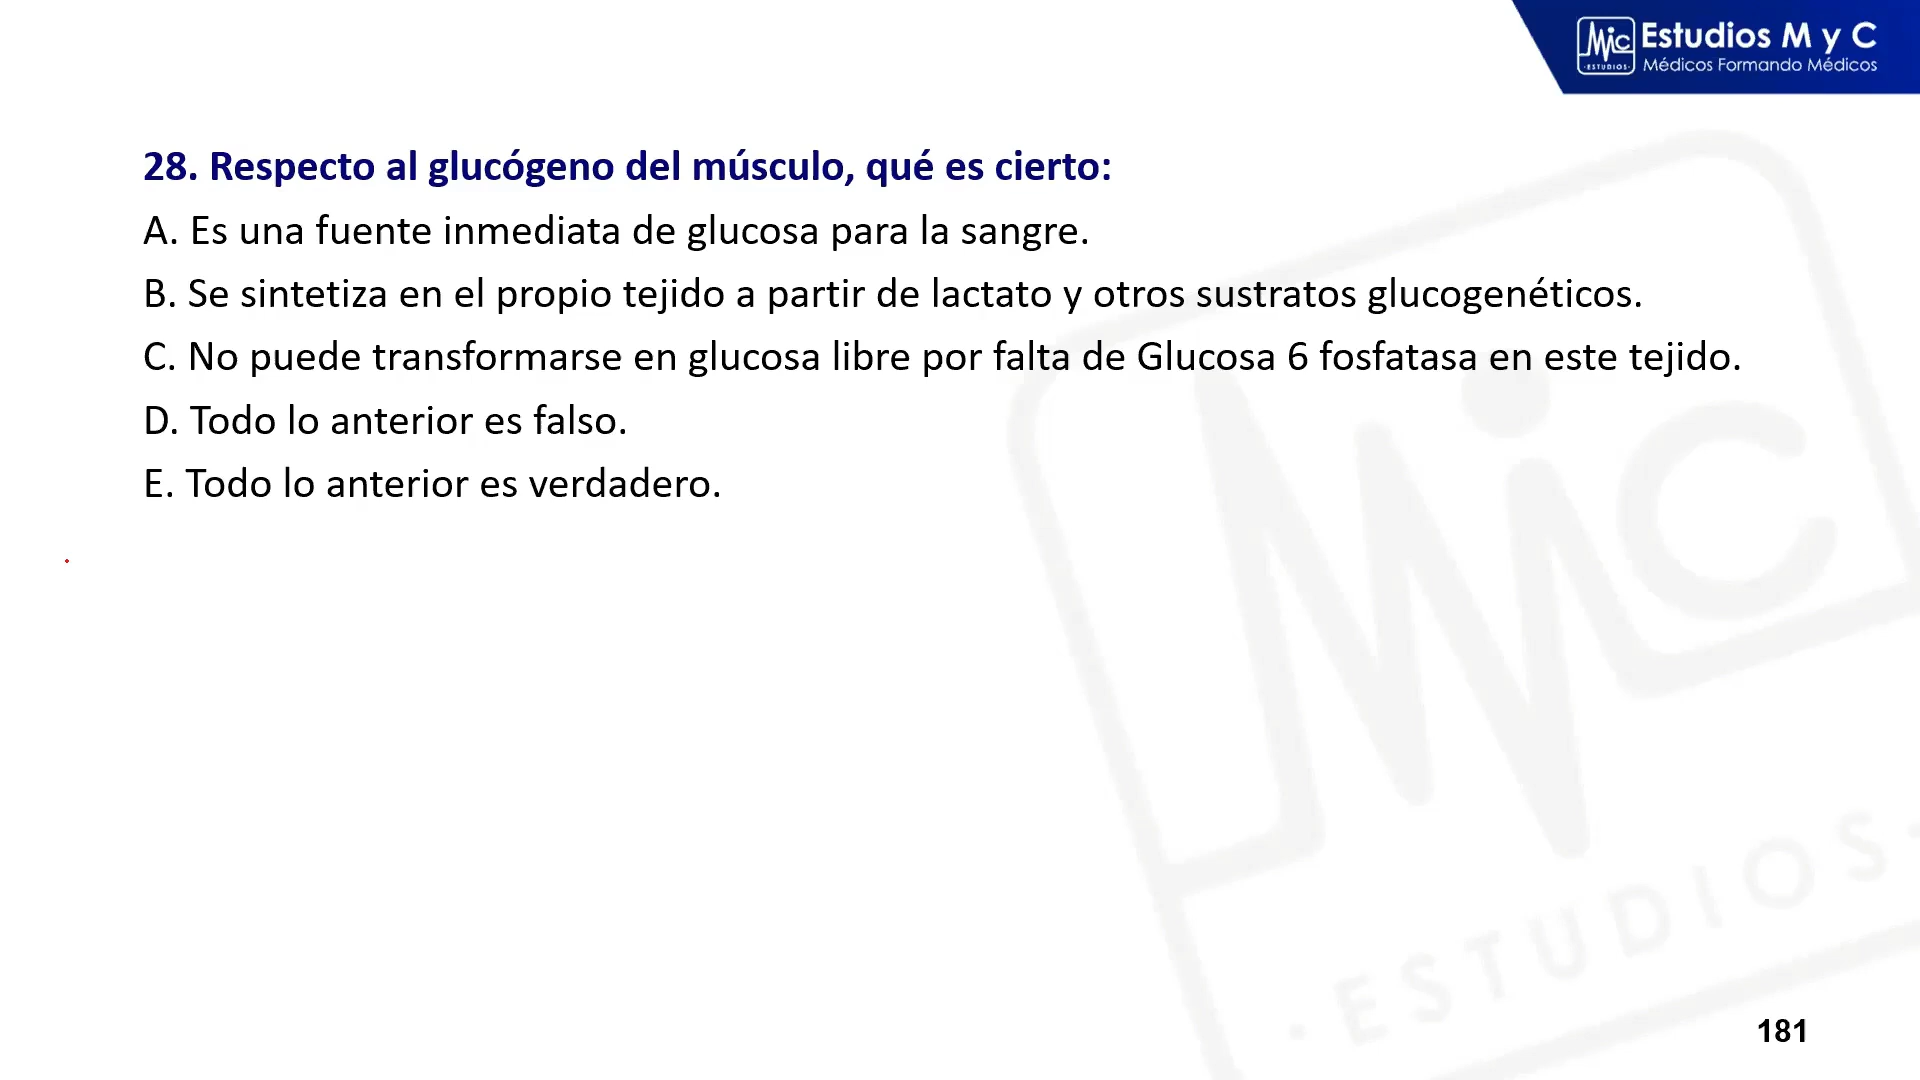 MiC
·ESTUDIOS·
Estudios M y C
Médicos Formando Médicos
28. Respecto al glucógeno del músculo, qué es cierto:
A. Es una fuente inmediata de glucosa para la sangre.
B. Se sintetiza en el propio tejido a partir de lactato y otros sustratos glucogenéticos.
C. No puede transformarse en glucosa libre por falta de Glucosa 6 fosfatasa en este tejido.
D. Todo lo anterior es falso.
E. Todo lo anterior es verdadero.
MiC
·ESTUDIOS·
181